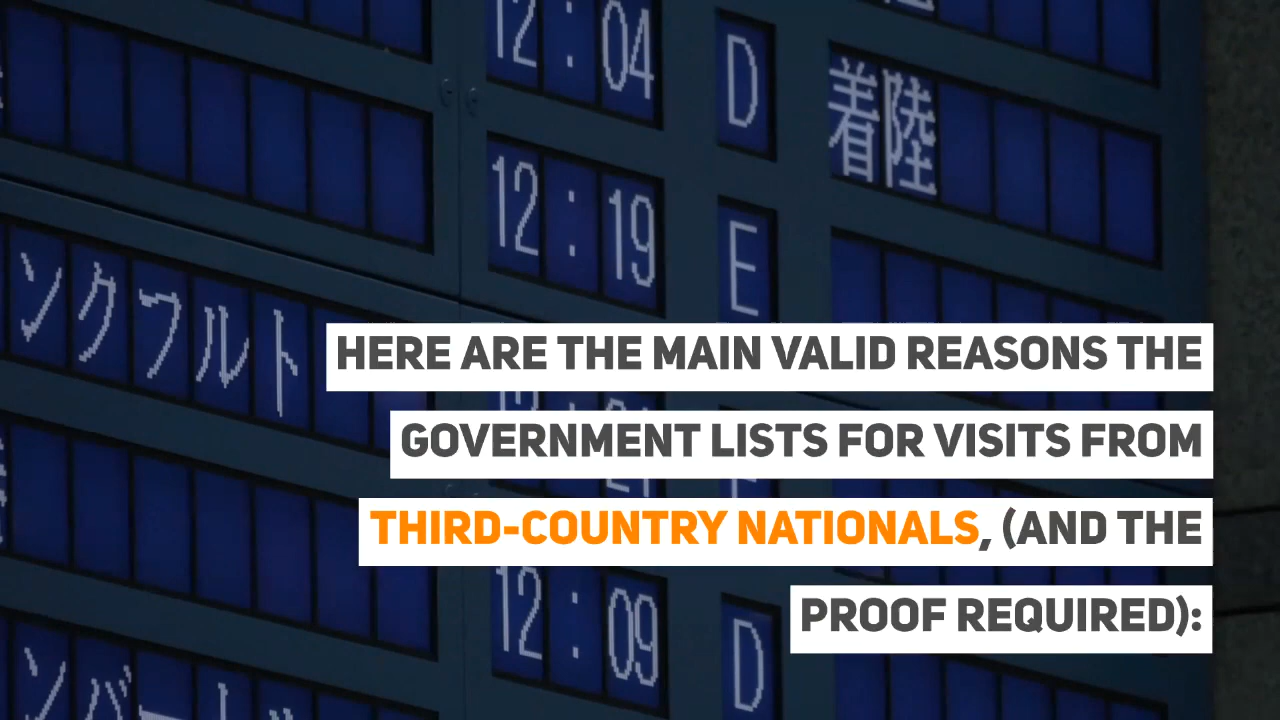 12:04 D 着陸
12:19 E
ンクフルト
HERE ARE THE MAIN VALID REASONS THE
GOVERNMENT LISTS FOR VISITS FROM
THIRD-COUNTRY NATIONALS, (AND THE
PROOF REQUIRED):
12:09 D